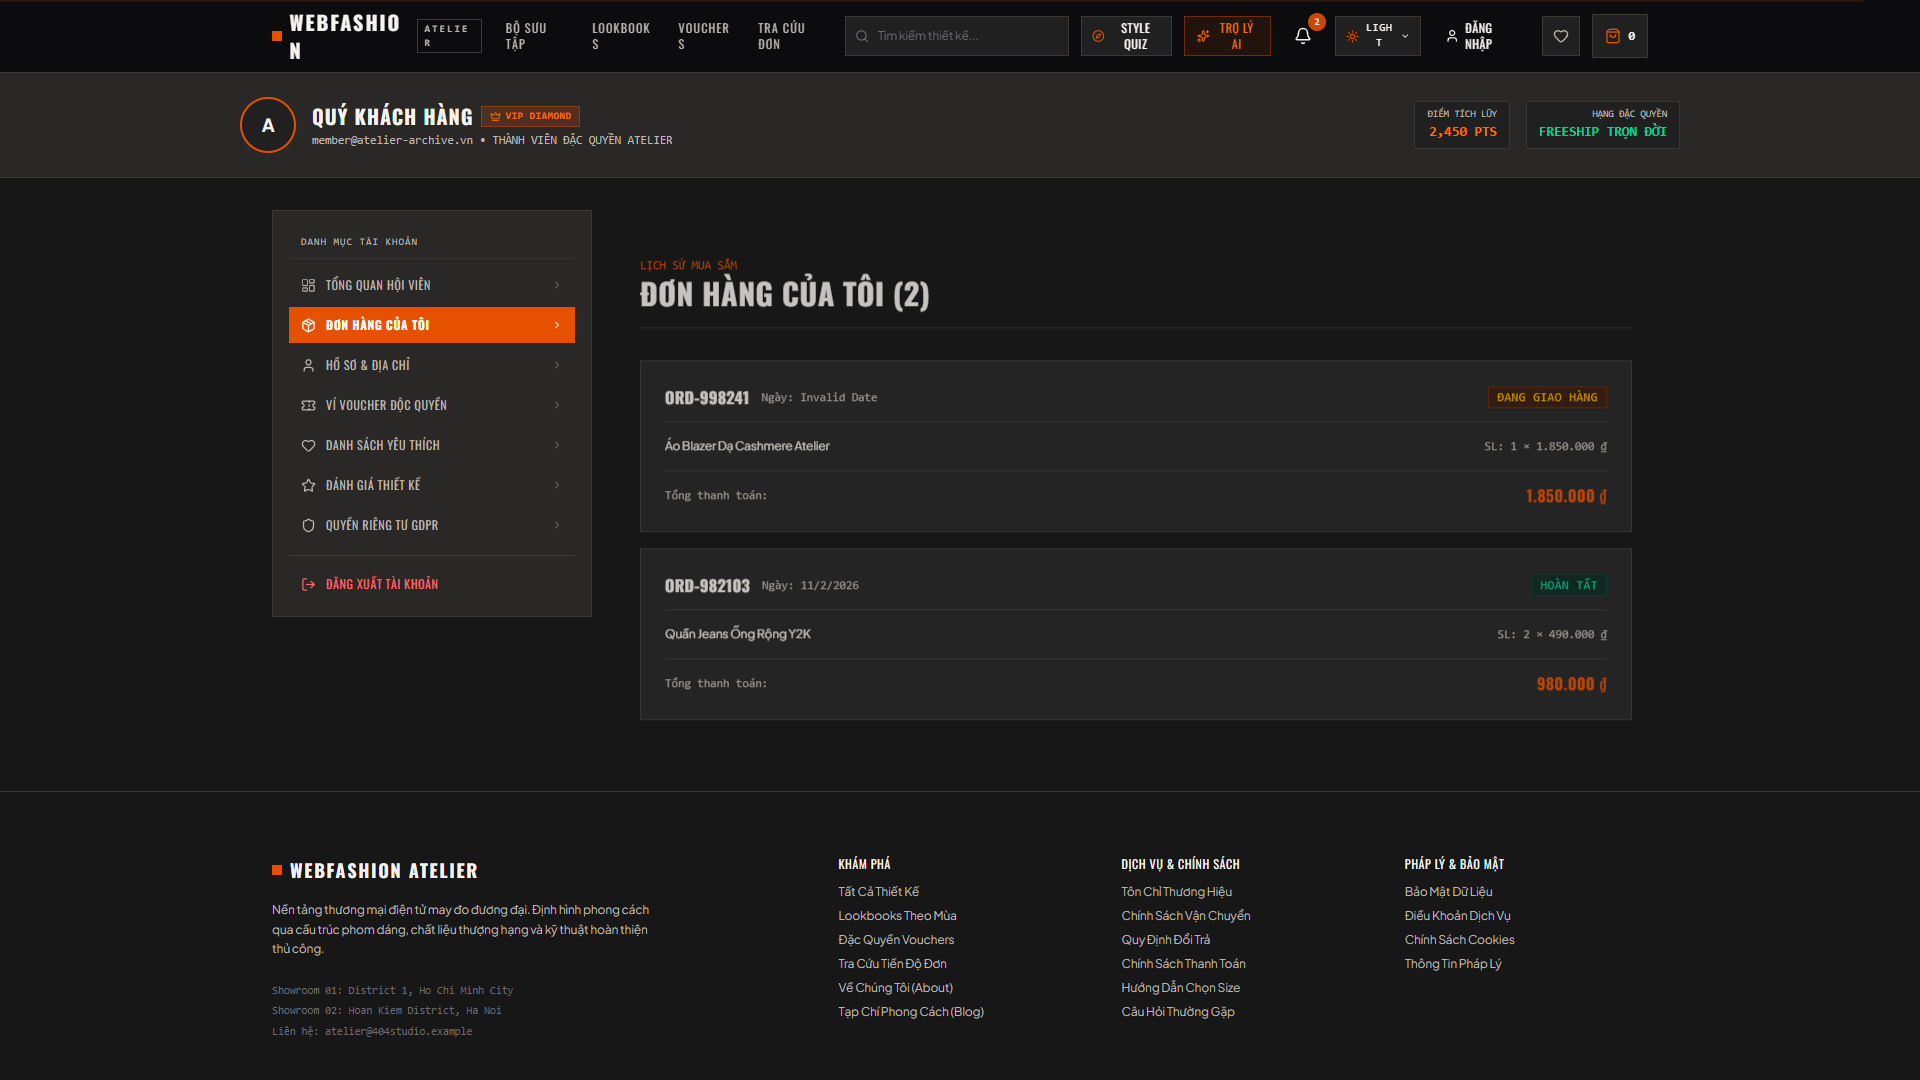 WEBFASHIO
N
ATELIE
R
BỘ SƯU
TẬP
LOOKBOOK
S
VOUCHER
S
TRA CỨU
ĐƠN
Tìm kiếm thiết kế...
STYLE
QUIZ
TRỢ LÝ
AI
2
LIGH
T
ĐĂNG
NHẬP
0
A
QUÝ KHÁCH HÀNG
VIP DIAMOND
member@atelier-archive.vn • THÀNH VIÊN ĐẶC QUYỀN ATELIER
ĐIỂM TÍCH LŨY
2,450 PTS
HẠNG ĐẶC QUYỀN
FREESHIP TRỌN ĐỜI
DANH MỤC TÀI KHOẢN
TỔNG QUAN HỘI VIÊN
ĐƠN HÀNG CỦA TÔI
HỒ SƠ & ĐỊA CHỈ
VÍ VOUCHER ĐỘC QUYỀN
DANH SÁCH YÊU THÍCH
ĐÁNH GIÁ THIẾT KẾ
QUYỀN RIÊNG TƯ GDPR
ĐĂNG XUẤT TÀI KHOẢN
LỊCH SỬ MUA SẮM
ĐƠN HÀNG CỦA TÔI (2)
ORD-998241 Ngày: Invalid Date
ĐANG GIAO HÀNG
Áo Blazer Dạ Cashmere Atelier
SL: 1 × 1.850.000 ₫
Tổng thanh toán:
1.850.000 ₫
ORD-982103 Ngày: 11/2/2026
HOÀN TẤT
Quần Jeans Ống Rộng Y2K
SL: 2 × 490.000 ₫
Tổng thanh toán:
980.000 ₫
WEBFASHION ATELIER
Nền tảng thương mại điện tử may đo đương đại. Định hình phong cách
qua cấu trúc phom dáng, chất liệu thượng hạng và kỹ thuật hoàn thiện
thủ công.
Showroom 01: District 1, Ho Chi Minh City
Showroom 02: Hoan Kiem District, Ha Noi
Liên hệ: atelier@404studio.example
KHÁM PHÁ
Tất Cả Thiết Kế
Lookbooks Theo Mùa
Đặc Quyền Vouchers
Tra Cứu Tiến Độ Đơn
Về Chúng Tôi (About)
Tạp Chí Phong Cách (Blog)
DỊCH VỤ & CHÍNH SÁCH
Tôn Chỉ Thương Hiệu
Chính Sách Vận Chuyển
Quy Định Đổi Trả
Chính Sách Thanh Toán
Hướng Dẫn Chọn Size
Câu Hỏi Thường Gặp
PHÁP LÝ & BẢO MẬT
Bảo Mật Dữ Liệu
Điều Khoản Dịch Vụ
Chính Sách Cookies
Thông Tin Pháp Lý